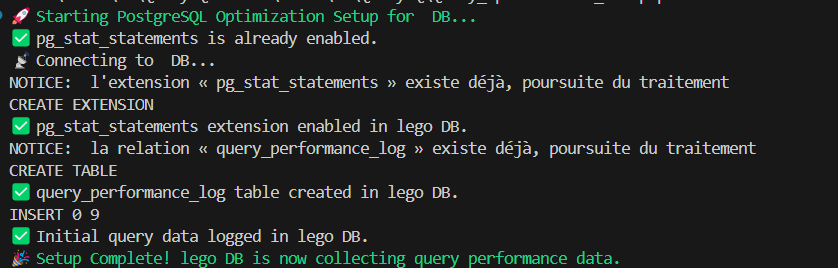 🚀 Starting PostgreSQL Optimization Setup for  DB...
✅ pg_stat_statements is already enabled.
📡 Connecting to  DB...
NOTICE:  l'extension « pg_stat_statements » existe déjà, poursuite du traitement
CREATE EXTENSION
✅ pg_stat_statements extension enabled in lego DB.
NOTICE:  la relation « query_performance_log » existe déjà, poursuite du traitement
CREATE TABLE
✅ query_performance_log table created in lego DB.
INSERT 0 9
✅ Initial query data logged in lego DB.
🎉 Setup Complete! lego DB is now collecting query performance data.